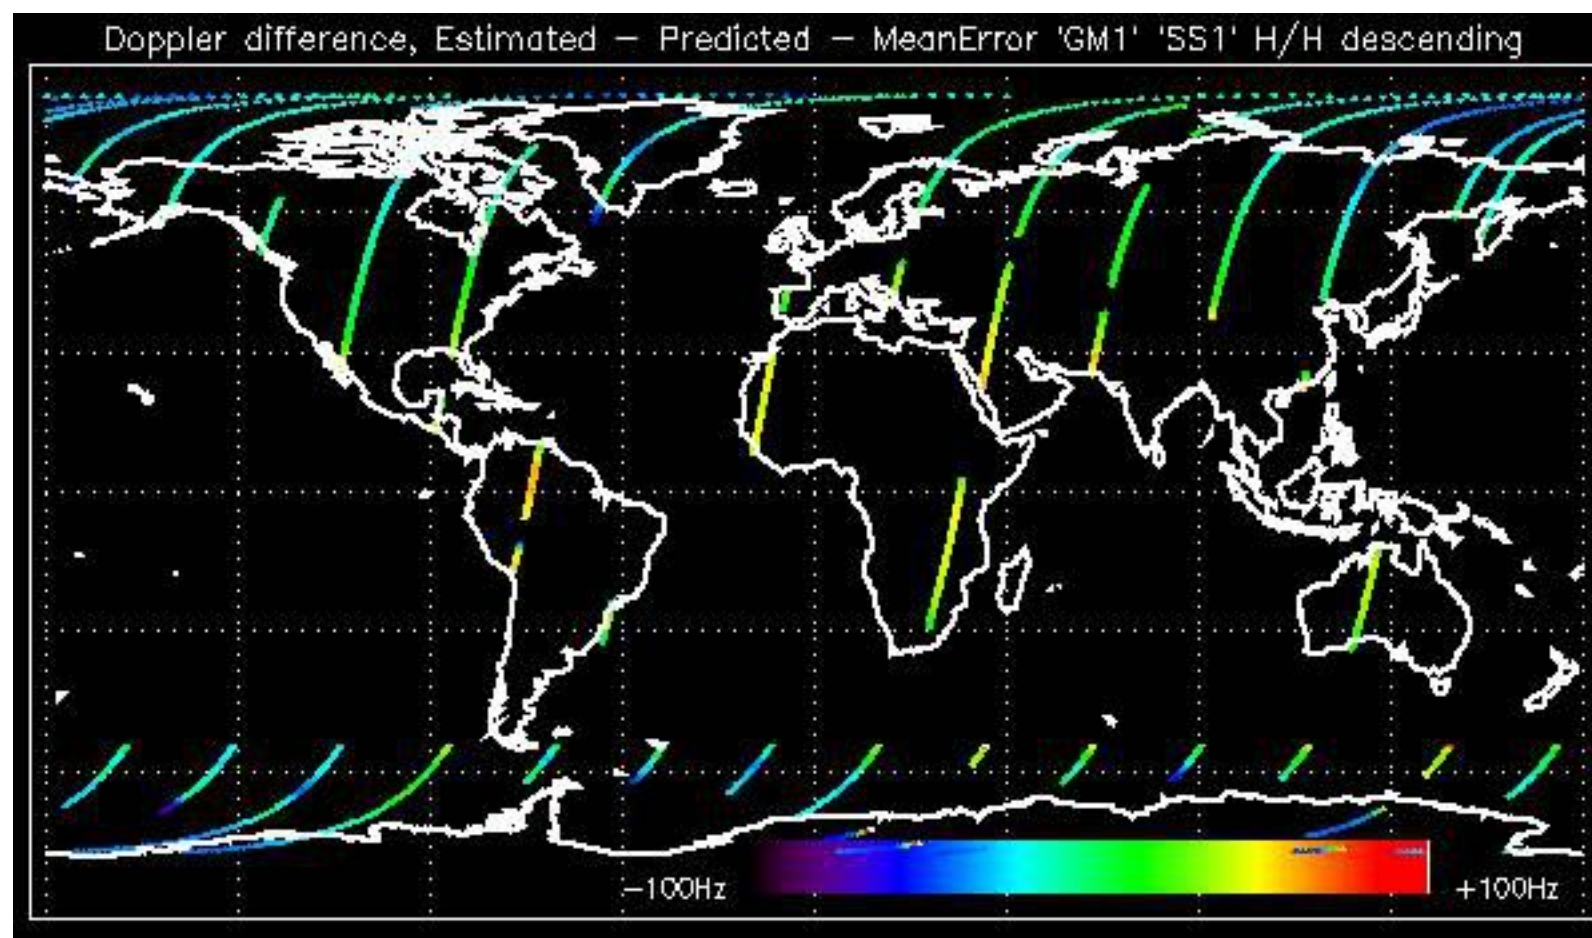 Doppler difference, Estimated – Predicted – MeanError 'GM1' 'SS1' H/H descending
–100Hz +100Hz